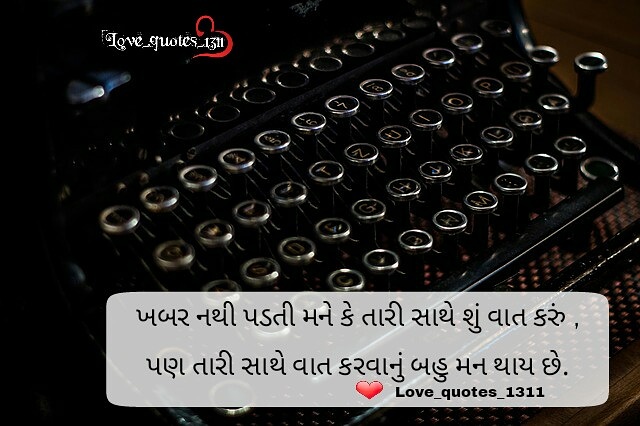 Love_quotes_1311
ખબર નથી પડતી મને કે તારી સાથે શું વાત કરું ,
પણ તારી સાથે વાત કરવાનું બહુ મન થાય છે.
Love_quotes_1311